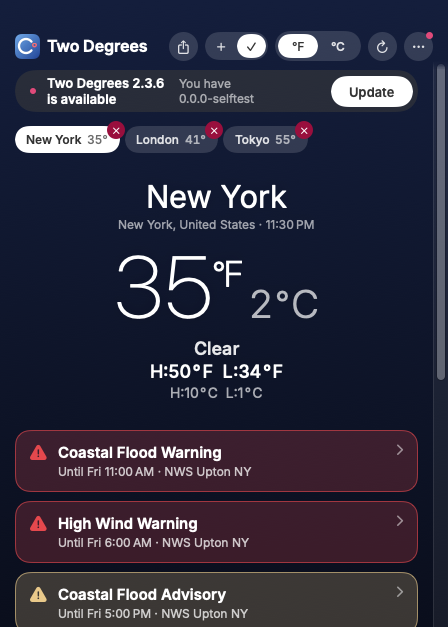 Two Degrees
+ ✓
°F °C
Two Degrees 2.3.6
is available
You have
0.0.0-selftest
Update
New York 35°
London 41°
Tokyo 55°
New York
New York, United States · 11:30 PM
35°F 2°C
Clear
H:50°F L:34°F
H:10°C L:1°C
Coastal Flood Warning
Until Fri 11:00 AM · NWS Upton NY
High Wind Warning
Until Fri 6:00 AM · NWS Upton NY
Coastal Flood Advisory
Until Fri 5:00 PM · NWS Upton NY